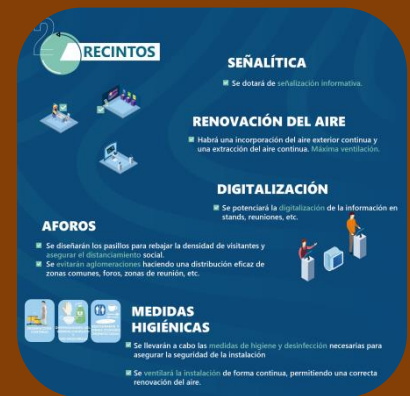 2ª
RECINTOS
SEÑALÍTICA
Se dotará de señalización informativa.
RENOVACIÓN DEL AIRE
Habrá una incorporación del aire exterior continua y
una extracción del aire continua. Máxima ventilación.
DIGITALIZACIÓN
Se potenciará la digitalización de la información en
stands, reuniones, etc.
AFOROS
Se diseñarán los pasillos para rebajar la densidad de visitantes y
asegurar el distanciamiento social.
Se evitarán aglomeraciones haciendo una distribución eficaz de
zonas comunes, foros, zonas de reunión, etc.
MEDIDAS
HIGIÉNICAS
Se llevarán a cabo las medidas de higiene y desinfección necesarias para
asegurar la seguridad de la instalación
Se ventilará la instalación de forma continua, permitiendo una correcta
renovación del aire.